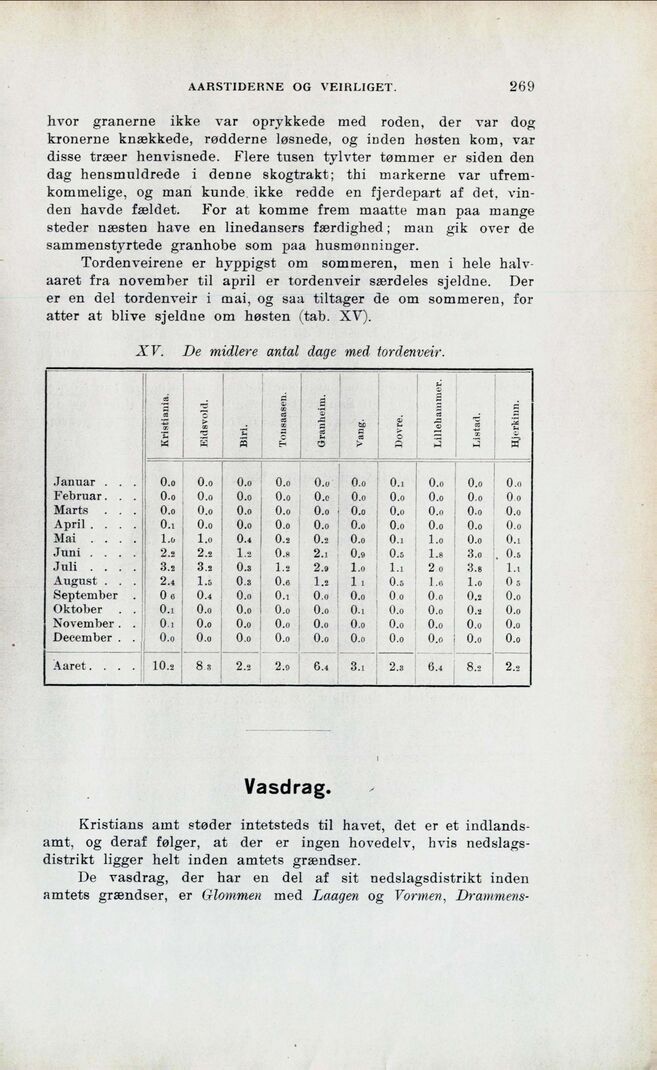 AARSTIDERNE OG VEIRLIGET. 269
hvor granerne ikke var oprykkede med roden, der var dog
kronerne knækkede, rødderne løsnede, og inden høsten kom, var
disse træer henvisnede. Flere tusen tylvter tømmer er siden den
dag hensmuldrede i denne skogtrakt; thi markerne var ufrem-
kommelige, og man kunde ikke redde en fjerdepart af det, vin-
den havde fældet. For at komme frem maatte man paa mange
steder næsten have en linedansers færdighed; man gik over de
sammenstyrtede granhobe som paa husmønninger.
Tordenveirene er hyppigst om sommeren, men i hele halv-
aaret fra november til april er tordenveir særdeles sjeldne. Der
er en del tordenveir i mai, og saa tiltager de om sommeren, for
atter at blive sjeldne om høsten (tab. XV).
XV. De midlere antal dage med tordenveir.
Kristiania. Eidsvold. Biri. Tonsaasen. Granheim. Vang. Dovre. Lillehammer. Listad. Hjerkinn.
Januar . . . 0.0 0.0 0.0 0.0 0.0 0.0 0.1 0.0 0.0 0.0
Februar. . . 0.0 0.0 0.0 0.0 0.0 0.0 0.0 0.0 0.0 0 0
Marts . . . 0.0 0.0 0.0 0.0 0.0 0.0 0.0 0.0 0.0 0.0
April . . . . 0.1 0.0 0.0 0.0 0.0 0.0 0.0 0.0 0.0 0.0
Mai . . . . 1.0 1.0 0.4 0.2 0.2 0.0 0.1 1.0 0.0 0.1
Juni . . . . 2.2 2.2 1.2 0.8 2.1 0.9 0.5 1.8 3.0 0.5
Juli . . . . 3.2 3.2 0.3 1.2 2.9 1.0 1.1 2 0 3.8 1.1
August . . . 2.4 1.5 0.3 0.6 1.2 1 1 0.5 1.6 1.0 0 5
September . 0 6 0.4 0.0 0.1 0.0 0.0 0 0 0.0 0.2 0.0
Oktober . . 0.1 0.0 0.0 0.0 0.0 0.1 0.0 0.0 0.2 0.0
November . . 0 1 0.0 0.0 0.0 0.0 0.0 0.0 0.0 0.0 0.0
December . . 0.0 0.0 0.0 0.0 0.0 0.0 0.0 0.0 0.0 0.0
Aaret. . . . 10.2 8 3 2.2 2.9 6.4 3.1 2.3 6.4 8.2 2.2
Vasdrag.
Kristians amt støder intetsteds til havet, det er et indlands-
amt, og deraf følger, at der er ingen hovedelv, hvis nedslags-
distrikt ligger helt inden amtets grændser.
De vasdrag, der har en del af sit nedslagsdistrikt inden
amtets grændser, er Glommen med Laagen og Vormen, Drammens-